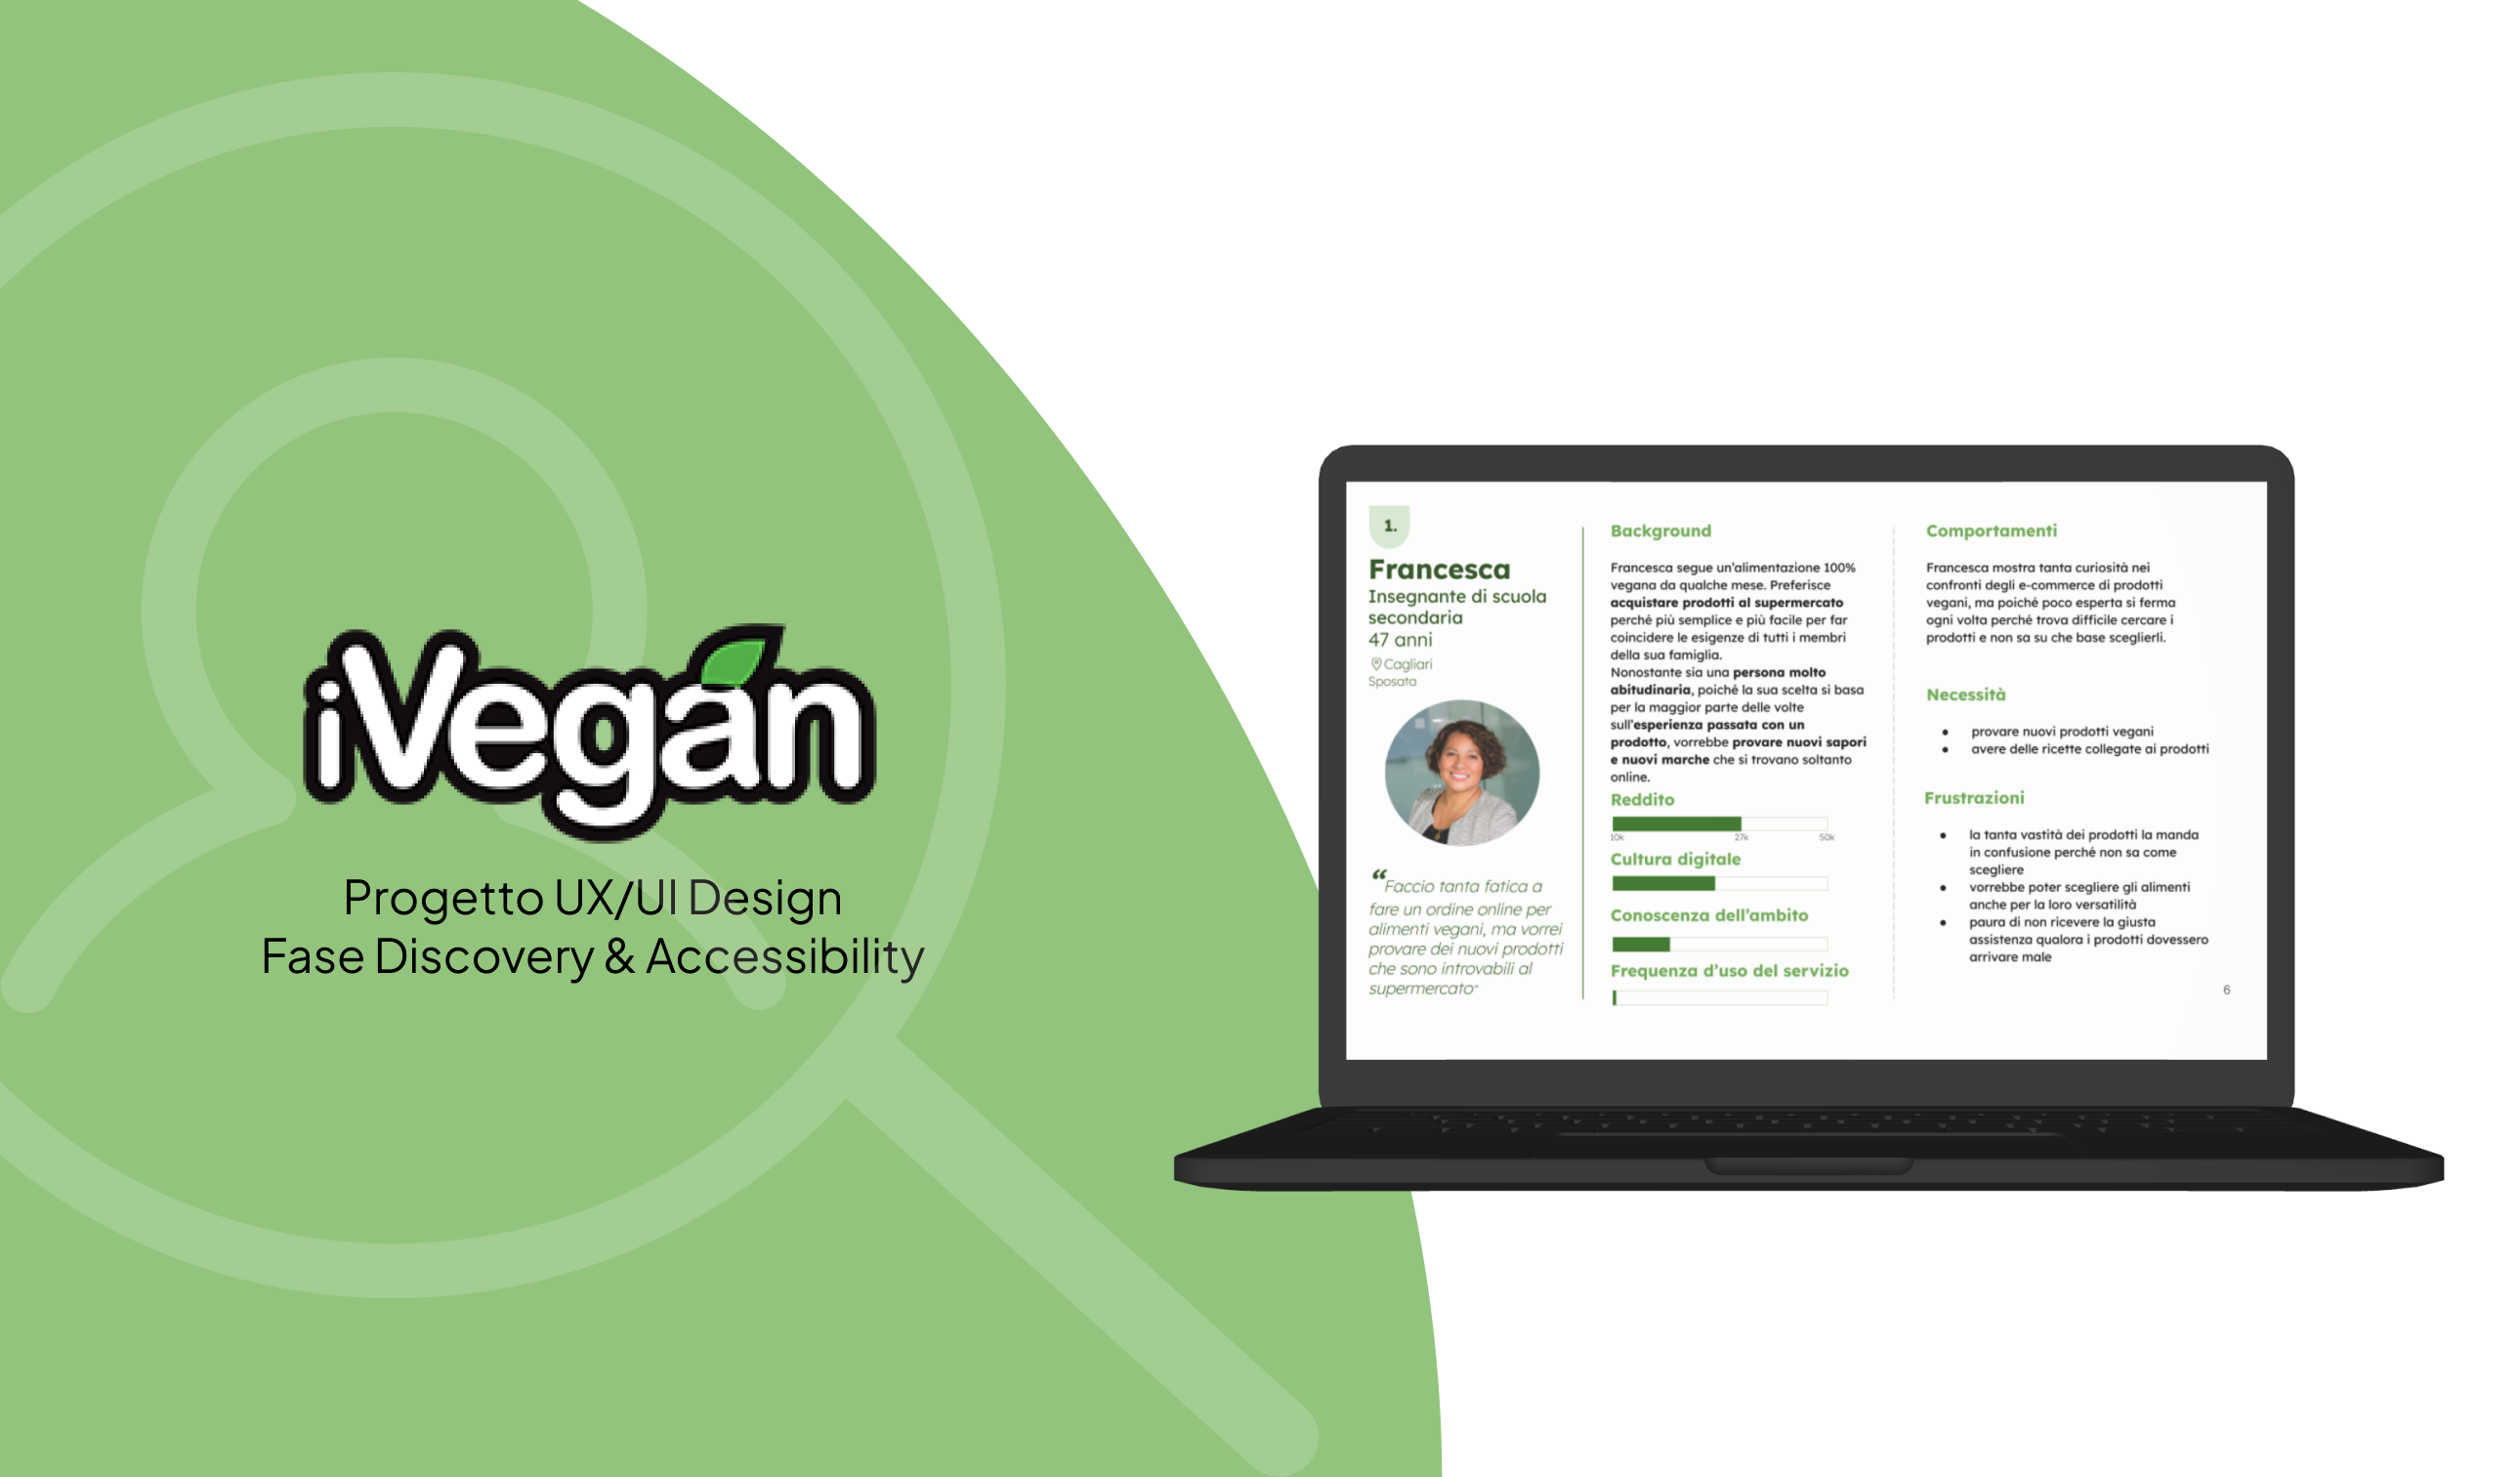 iVegan
Progetto UX/UI Design
Fase Discovery & Accessibility
1.
Francesca
Insegnante di scuola
secondaria
47 anni
Cagliari
Sposata
“Faccio tanta fatica a
fare un ordine online per
alimenti vegani, ma vorrei
provare dei nuovi prodotti
che sono introvabili al
supermercato"
Background
Francesca segue un’alimentazione 100%
vegana da qualche mese. Preferisce
acquistare prodotti al supermercato
perché più semplice e più facile per far
coincidere le esigenze di tutti i membri
della sua famiglia.
Nonostante sia una persona molto
abitudinaria, poiché la sua scelta si basa
per la maggior parte delle volte
sull’esperienza passata con un
prodotto, vorrebbe provare nuovi sapori
e nuovi marche che si trovano soltanto
online.
Reddito
10k 27k 50k
Cultura digitale
Conoscenza dell’ambito
Frequenza d’uso del servizio
Comportamenti
Francesca mostra tanta curiosità nei
confronti degli e-commerce di prodotti
vegani, ma poiché poco esperta si ferma
ogni volta perché trova difficile cercare i
prodotti e non sa su che base sceglierli.
Necessità
● provare nuovi prodotti vegani
● avere delle ricette collegate ai prodotti
Frustrazioni
● la tanta vastità dei prodotti la manda
in confusione perché non sa come
scegliere
● vorrebbe poter scegliere gli alimenti
anche per la loro versatilità
● paura di non ricevere la giusta
assistenza qualora i prodotti dovessero
arrivare male
6